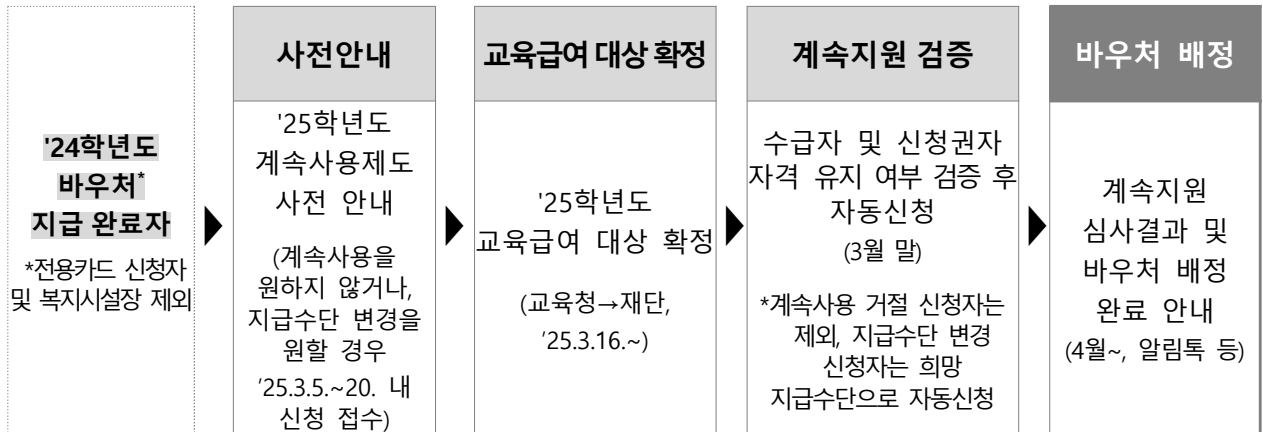 '24학년도
바우처*
지급 완료자
*전용카드 신청자
및 복지시설장 제외
사전안내
'25학년도
계속사용제도
사전 안내
(계속사용을
원하지 않거나,
지급수단 변경을
원할 경우
'25.3.5.~20. 내
신청 접수)
교육급여 대상 확정
'25학년도
교육급여 대상 확정
(교육청→재단,
'25.3.16.~)
계속지원 검증
수급자 및 신청권자
자격 유지 여부 검증 후
자동신청
(3월 말)
*계속사용 거절 신청자는
제외, 지급수단 변경
신청자는 희망
지급수단으로 자동신청
바우처 배정
계속지원
심사결과 및
바우처 배정
완료 안내
(4월~, 알림톡 등)